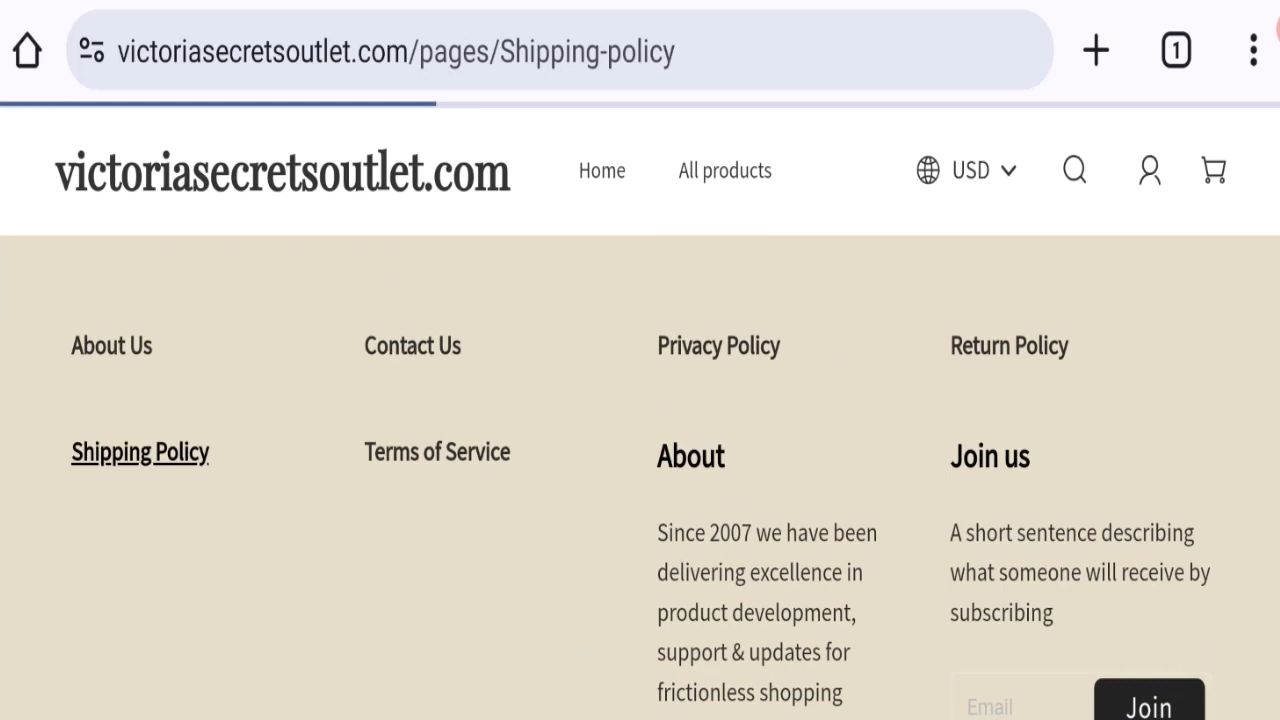 victoriasecretsoutlet.com/pages/Shipping-policy
1
victoriasecretsoutlet.com
Home
All products
USD
About Us
Contact Us
Privacy Policy
Return Policy
Shipping Policy
Terms of Service
About
Since 2007 we have been
delivering excellence in
product development,
support & updates for
frictionless shopping
Join us
A short sentence describing
what someone will receive by
subscribing
Email
Join